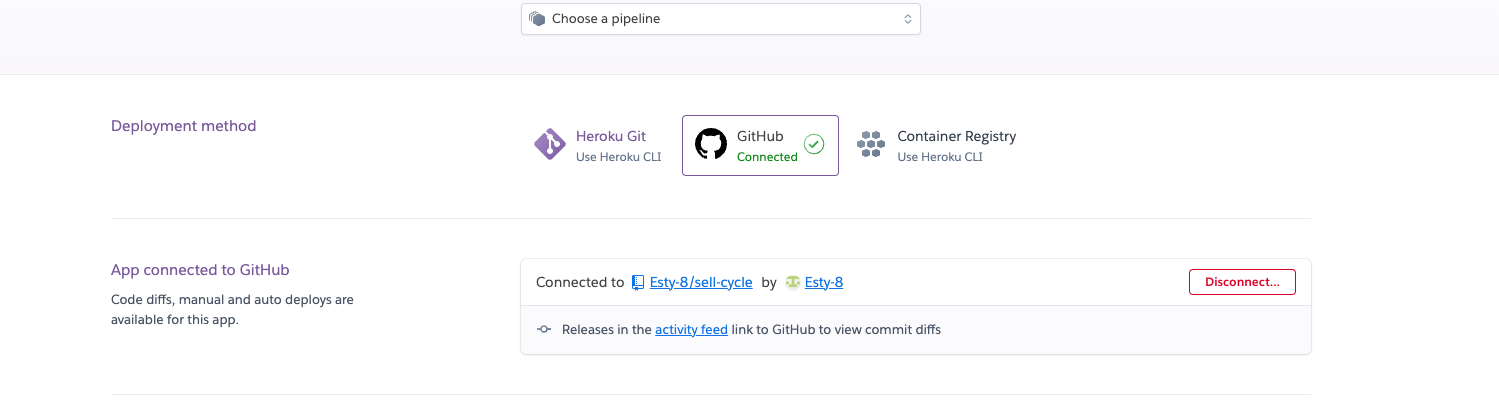 Choose a pipeline
Deployment method
Heroku Git
Use Heroku CLI
GitHub
Connected
Container Registry
Use Heroku CLI
App connected to GitHub
Code diffs, manual and auto deploys are
available for this app.
Connected to Esty-8/sell-cycle by Esty-8
Disconnect...
Releases in the activity feed link to GitHub to view commit diffs